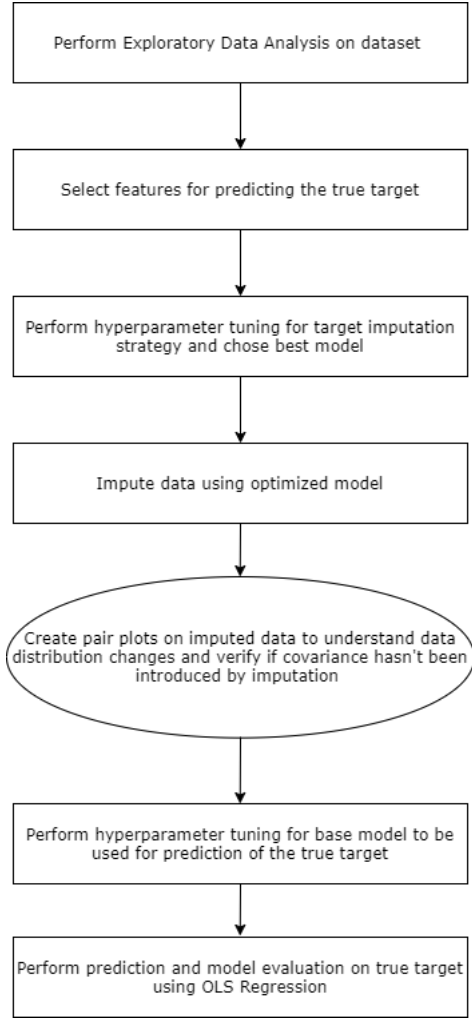 Perform Exploratory Data Analysis on dataset
Select features for predicting the true target
Perform hyperparameter tuning for target imputation
strategy and chose best model
Impute data using optimized model
Create pair plots on imputed data to understand data
distribution changes and verify if covariance hasn't been
introduced by imputation
Perform hyperparameter tuning for base model to be
used for prediction of the true target
Perform prediction and model evaluation on true target
using OLS Regression